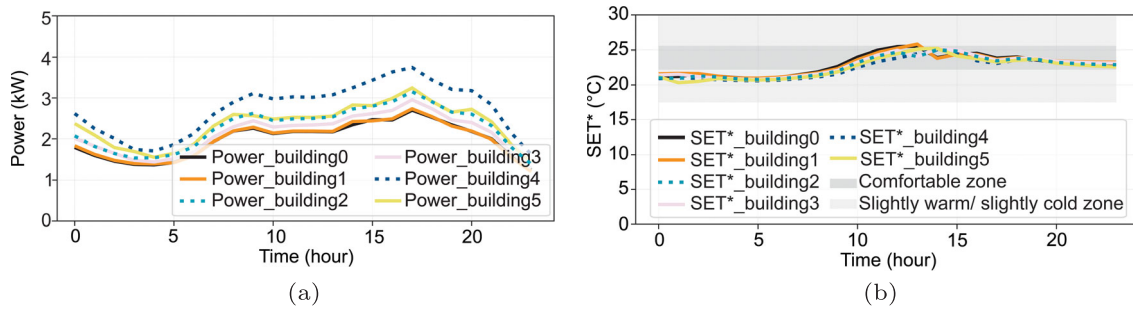 (a)
5
4
3
2
1
0
Power (kW)
Power_building0
Power_building1
Power_building2
Power_building3
Power_building4
Power_building5
0 5 10 15 20
Time (hour)
(a)
(b)
30
25
20
15
10
5
0
SET* (°C)
SET*_building0
SET*_building1
SET*_building2
SET*_building3
SET*_building4
SET*_building5
Comfortable zone
Slightly warm/ slightly cold zone
0 5 10 15 20
Time (hour)
(b)